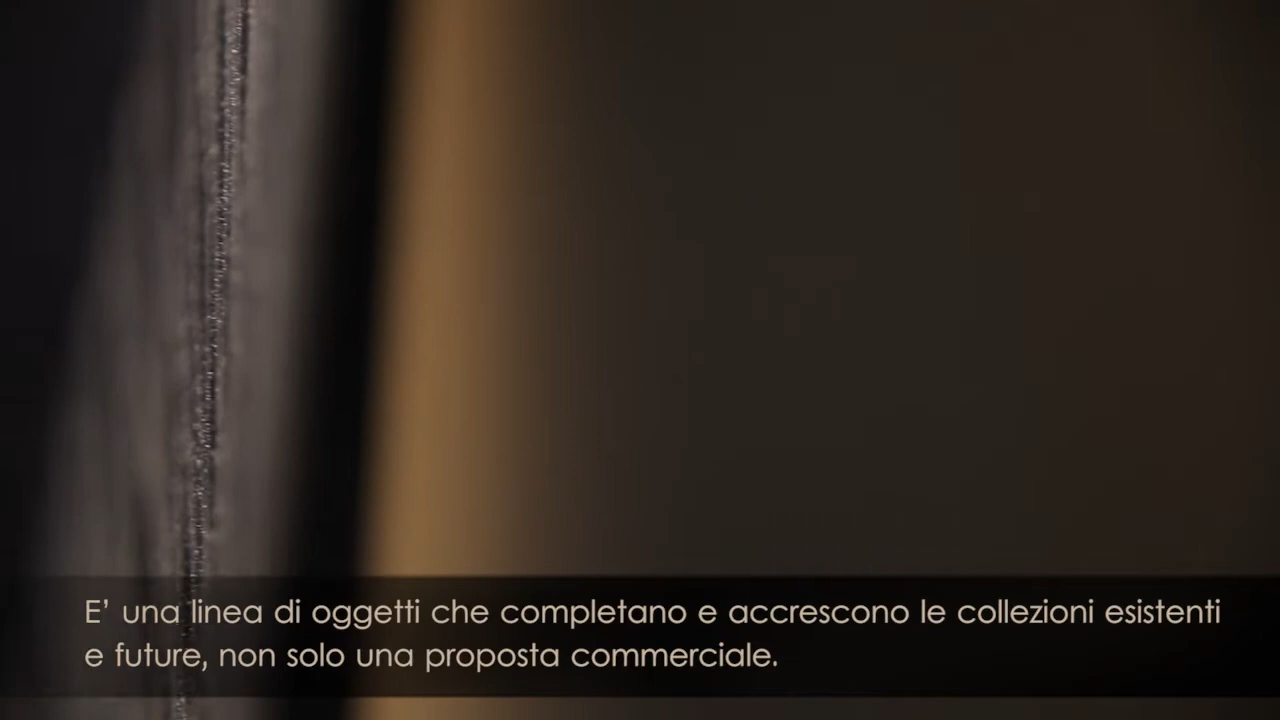 E’ una linea di oggetti che completano e accrescono le collezioni esistenti
e future, non solo una proposta commerciale.